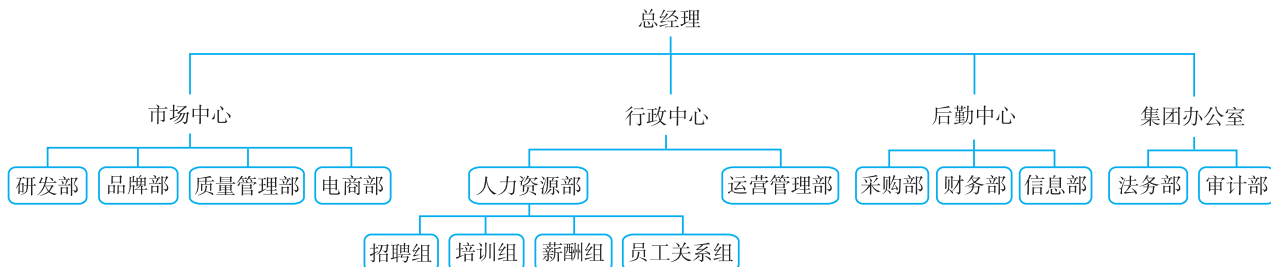 总经理
市场中心 行政中心 后勤中心 集团办公室
研发部 品牌部 质量管理部 电商部 人力资源部 运营管理部 采购部 财务部 信息部 法务部 审计部
招聘组 培训组 薪酬组 员工关系组